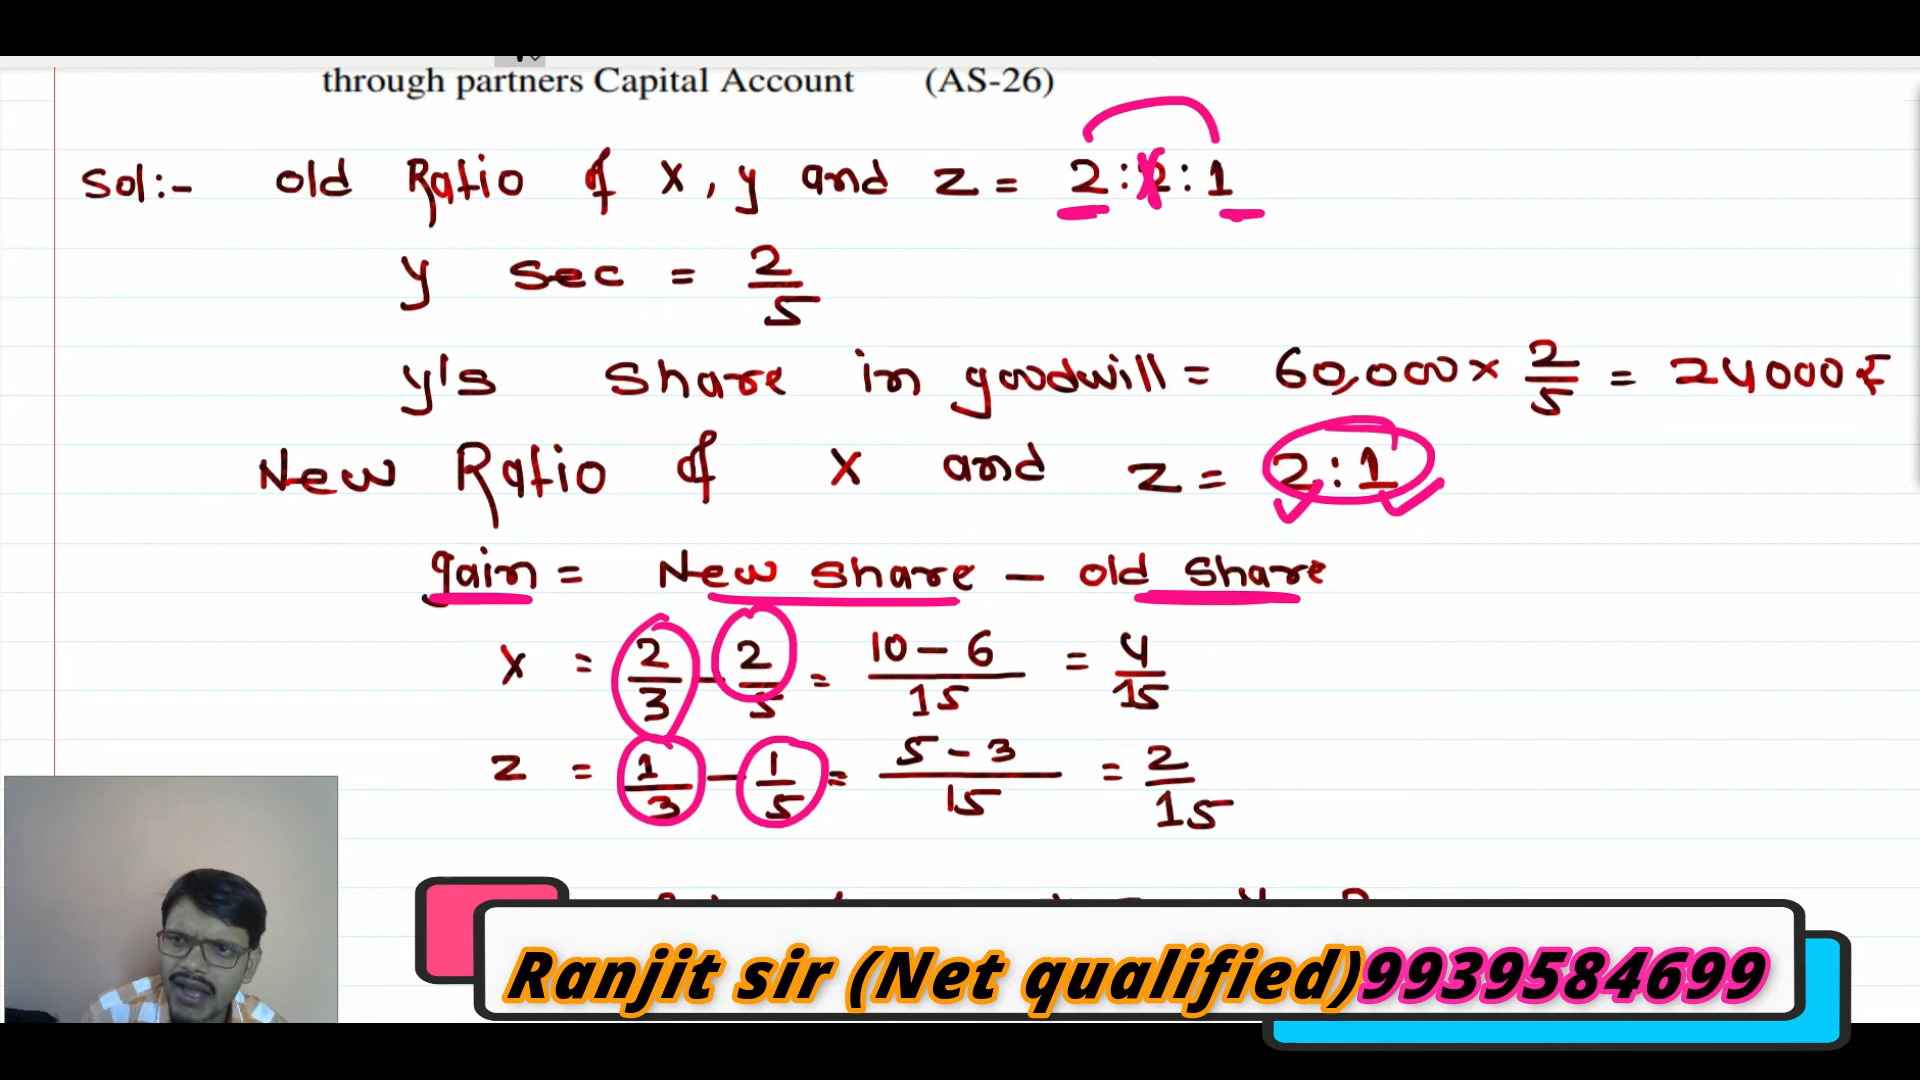 through partners Capital Account (AS-26)
Sol:- old Ratio of X, y and Z = 2:2:1
y sec = 2/5
y's share in goodwill = 60,000 × 2/5 = 24000 ₹
New Ratio of X and Z = 2:1
gain = New share - old share
X = 2/3 - 2/5 = 10-6/15 = 4/15
Z = 1/3 - 1/5 = 5-3/15 = 2/15
Ranjit sir (Net qualified)9939584699